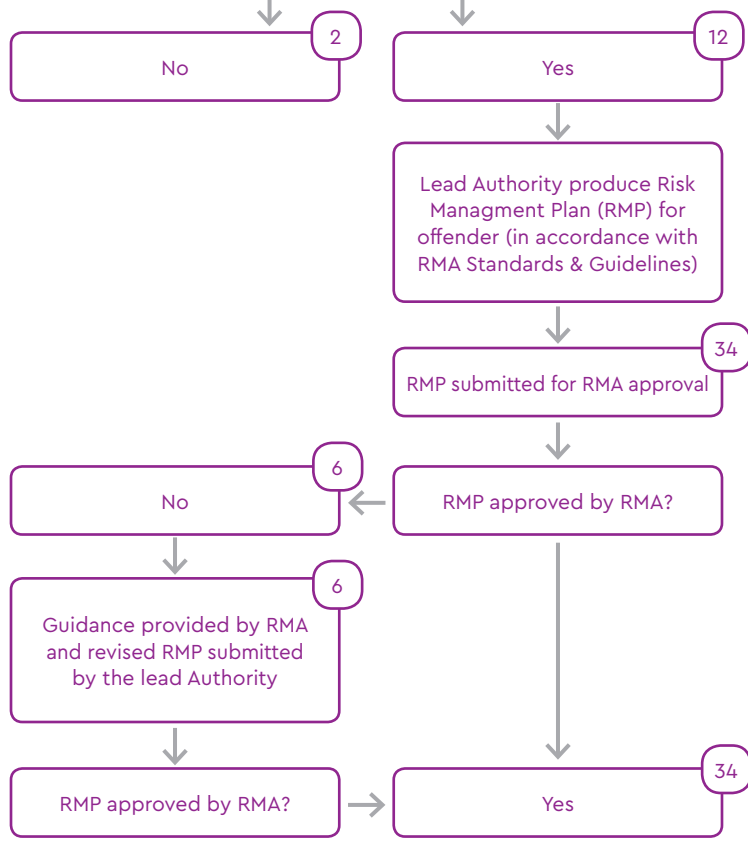 2
No
12
Yes
Lead Authority produce Risk
Managment Plan (RMP) for
offender (in accordance with
RMA Standards & Guidelines)
34
RMP submitted for RMA approval
6
No
RMP approved by RMA?
6
Guidance provided by RMA
and revised RMP submitted
by the lead Authority
RMP approved by RMA?
34
Yes